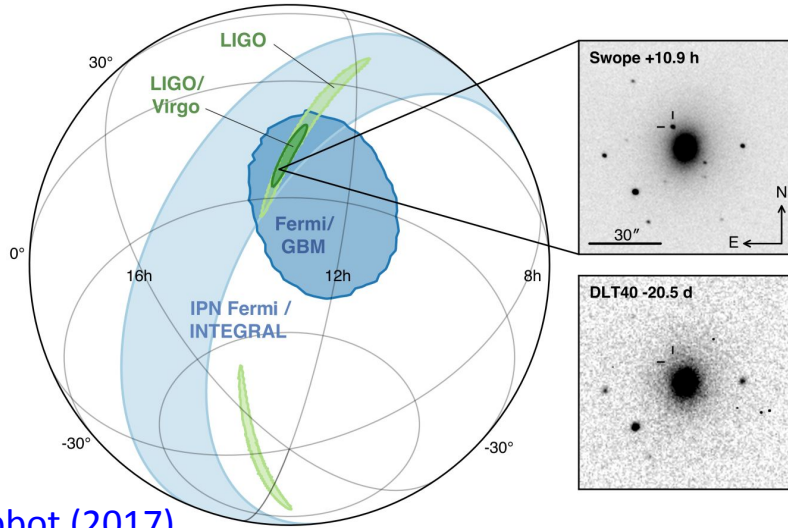 LIGO
30°
LIGO/
Virgo
Swope +10.9 h
N
30″
E
Fermi/
GBM
0°
16h
12h
8h
DLT40 -20.5 d
IPN Fermi /
INTEGRAL
-30°
-30°
(2017)